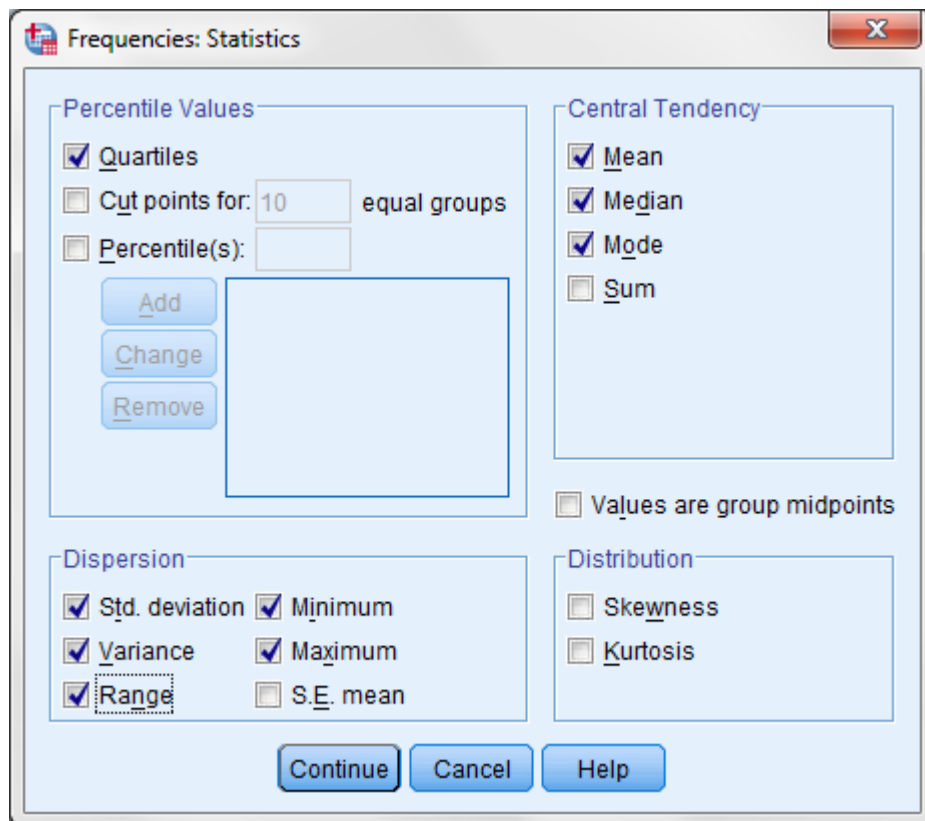 Frequencies: Statistics
Percentile Values
Quartiles
Cut points for: 10 equal groups
Percentile(s):
Add
Change
Remove
Central Tendency
Mean
Median
Mode
Sum
Values are group midpoints
Dispersion
Std. deviation Minimum
Variance Maximum
Range S.E. mean
Distribution
Skewness
Kurtosis
Continue Cancel Help